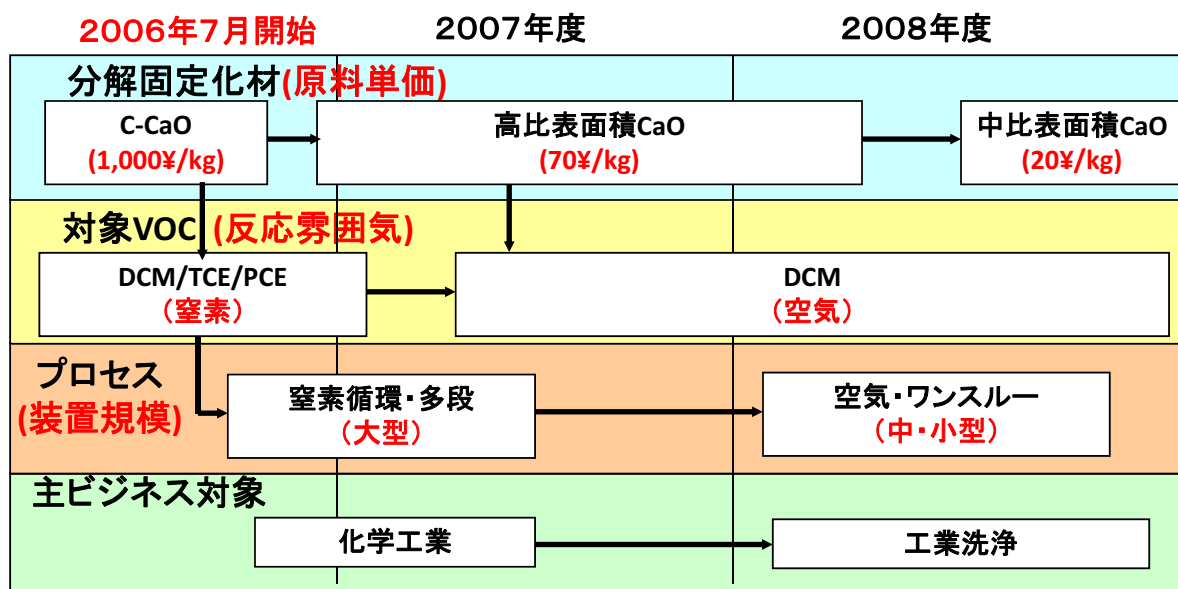 2006年7月開始
2007年度
2008年度
分解固定化材(原料単価)
C-CaO
(1,000¥/kg)
高比表面積CaO
(70¥/kg)
中比表面積CaO
(20¥/kg)
対象VOC (反応雰囲気)
DCM/TCE/PCE
（窒素）
DCM
（空気）
プロセス
(装置規模)
窒素循環・多段
（大型）
空気・ワンスルー
（中・小型）
主ビジネス対象
化学工業
工業洗浄